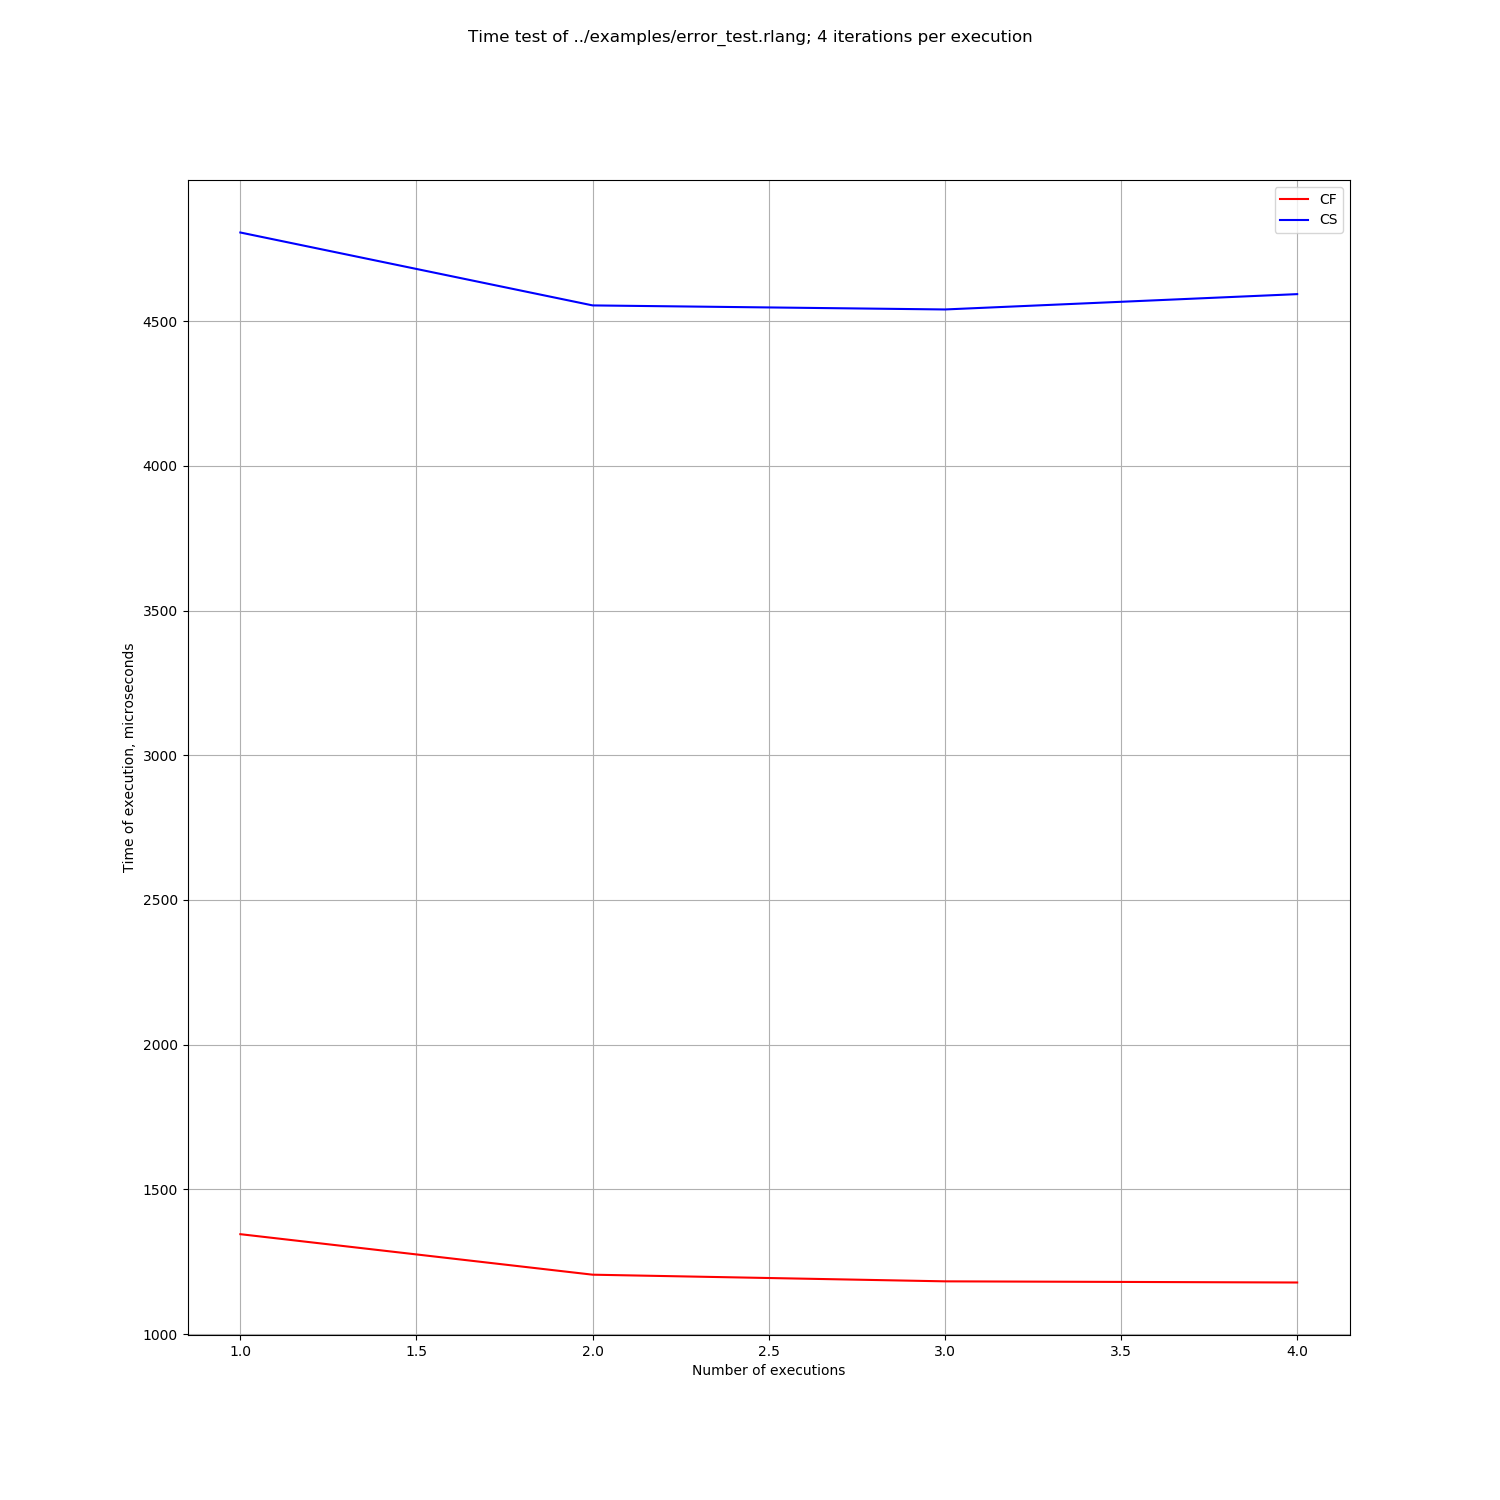 Time test of ../examples/error_test.rlang; 4 iterations per execution
CF
CS
4500
4000
3500
3000
2500
2000
1500
1000
Time of execution, microseconds
1.0 1.5 2.0 2.5 3.0 3.5 4.0
Number of executions